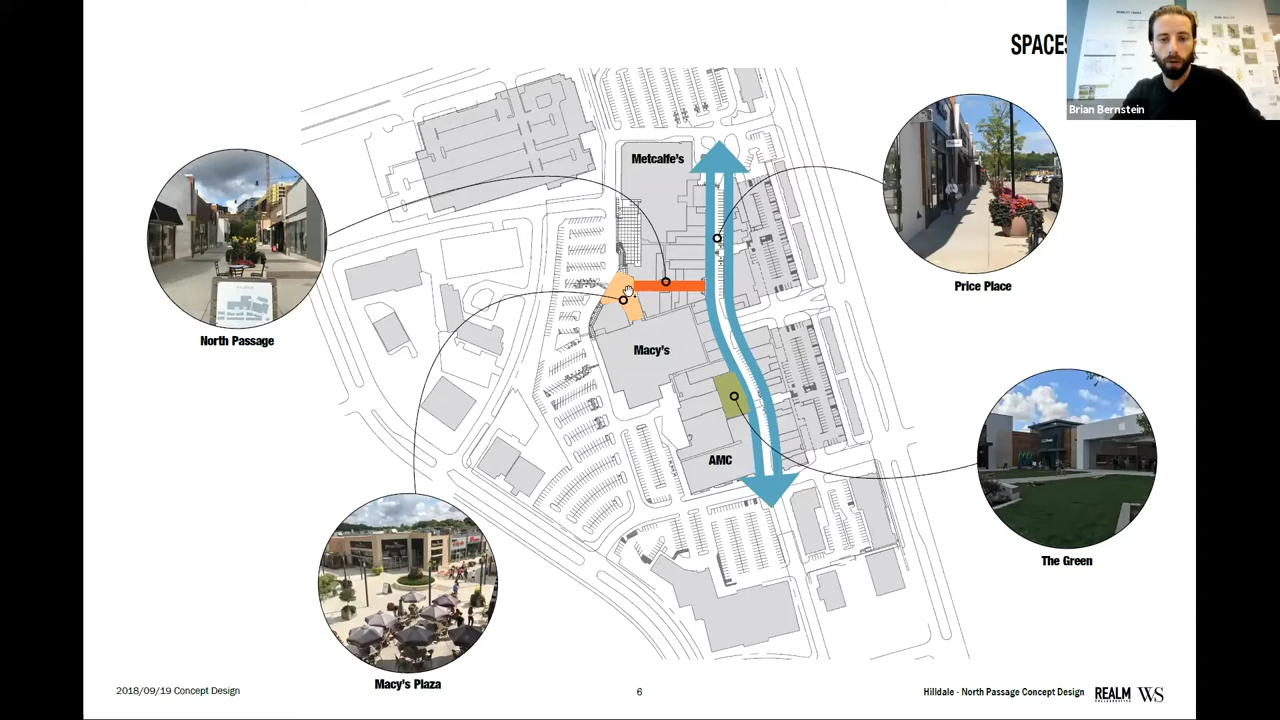 SPACES
Brian Bernstein
Metcalfe's
Price Place
North Passage
Macy's
AMC
The Green
Macy's Plaza
2018/09/19 Concept Design
6
Hilldale - North Passage Concept Design
REALM
WS